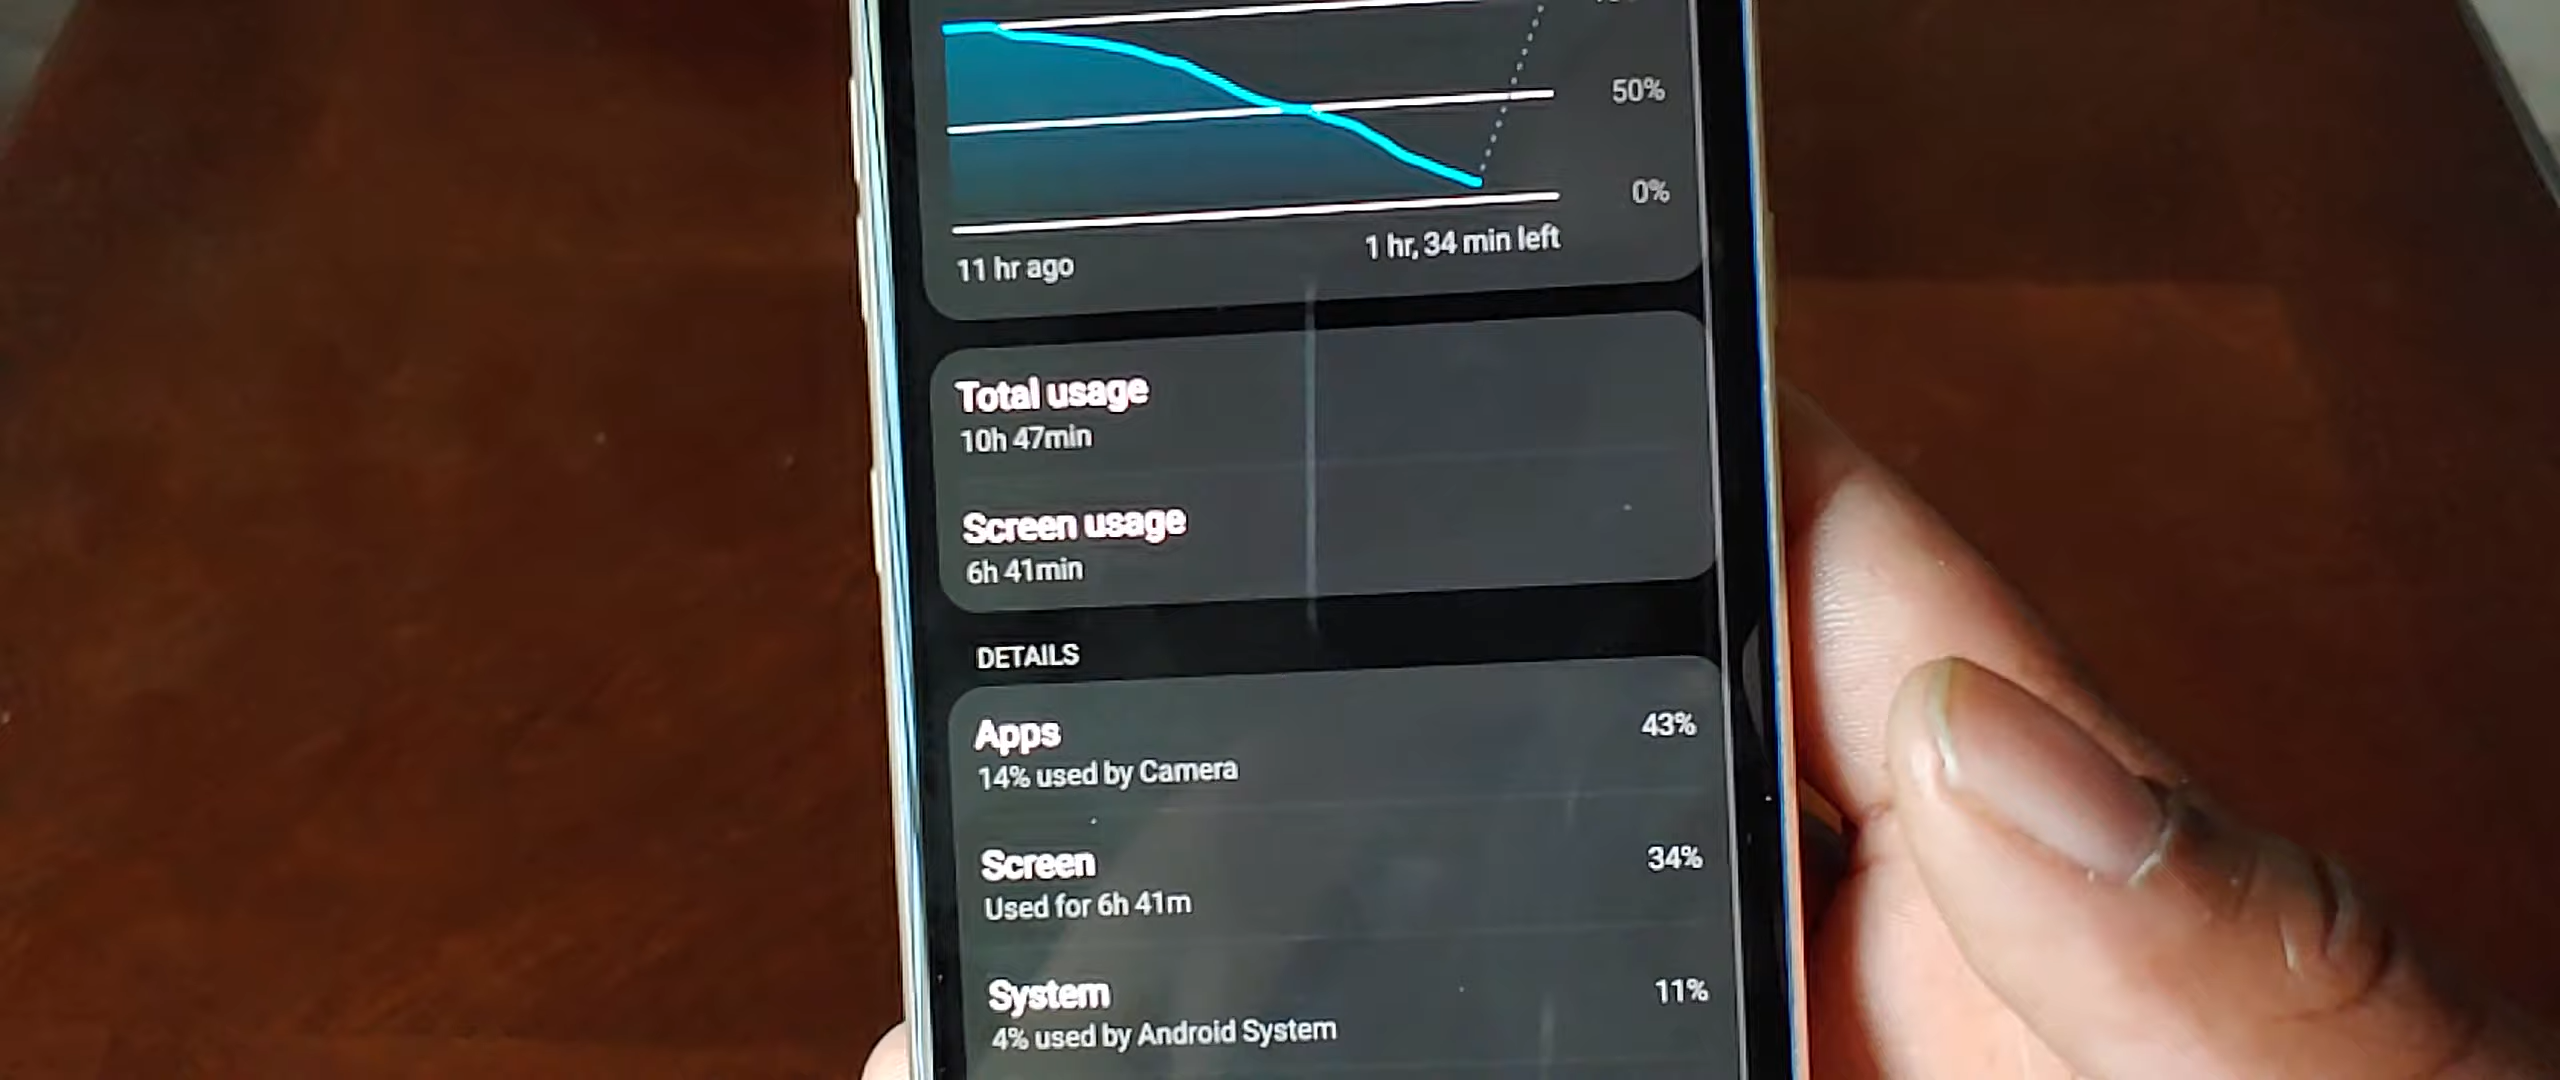 50%
0%
11 hr ago
1 hr, 34 min left
Total usage
10h 47min
Screen usage
6h 41min
DETAILS
Apps
43%
14% used by Camera
Screen
34%
Used for 6h 41m
System
11%
4% used by Android System